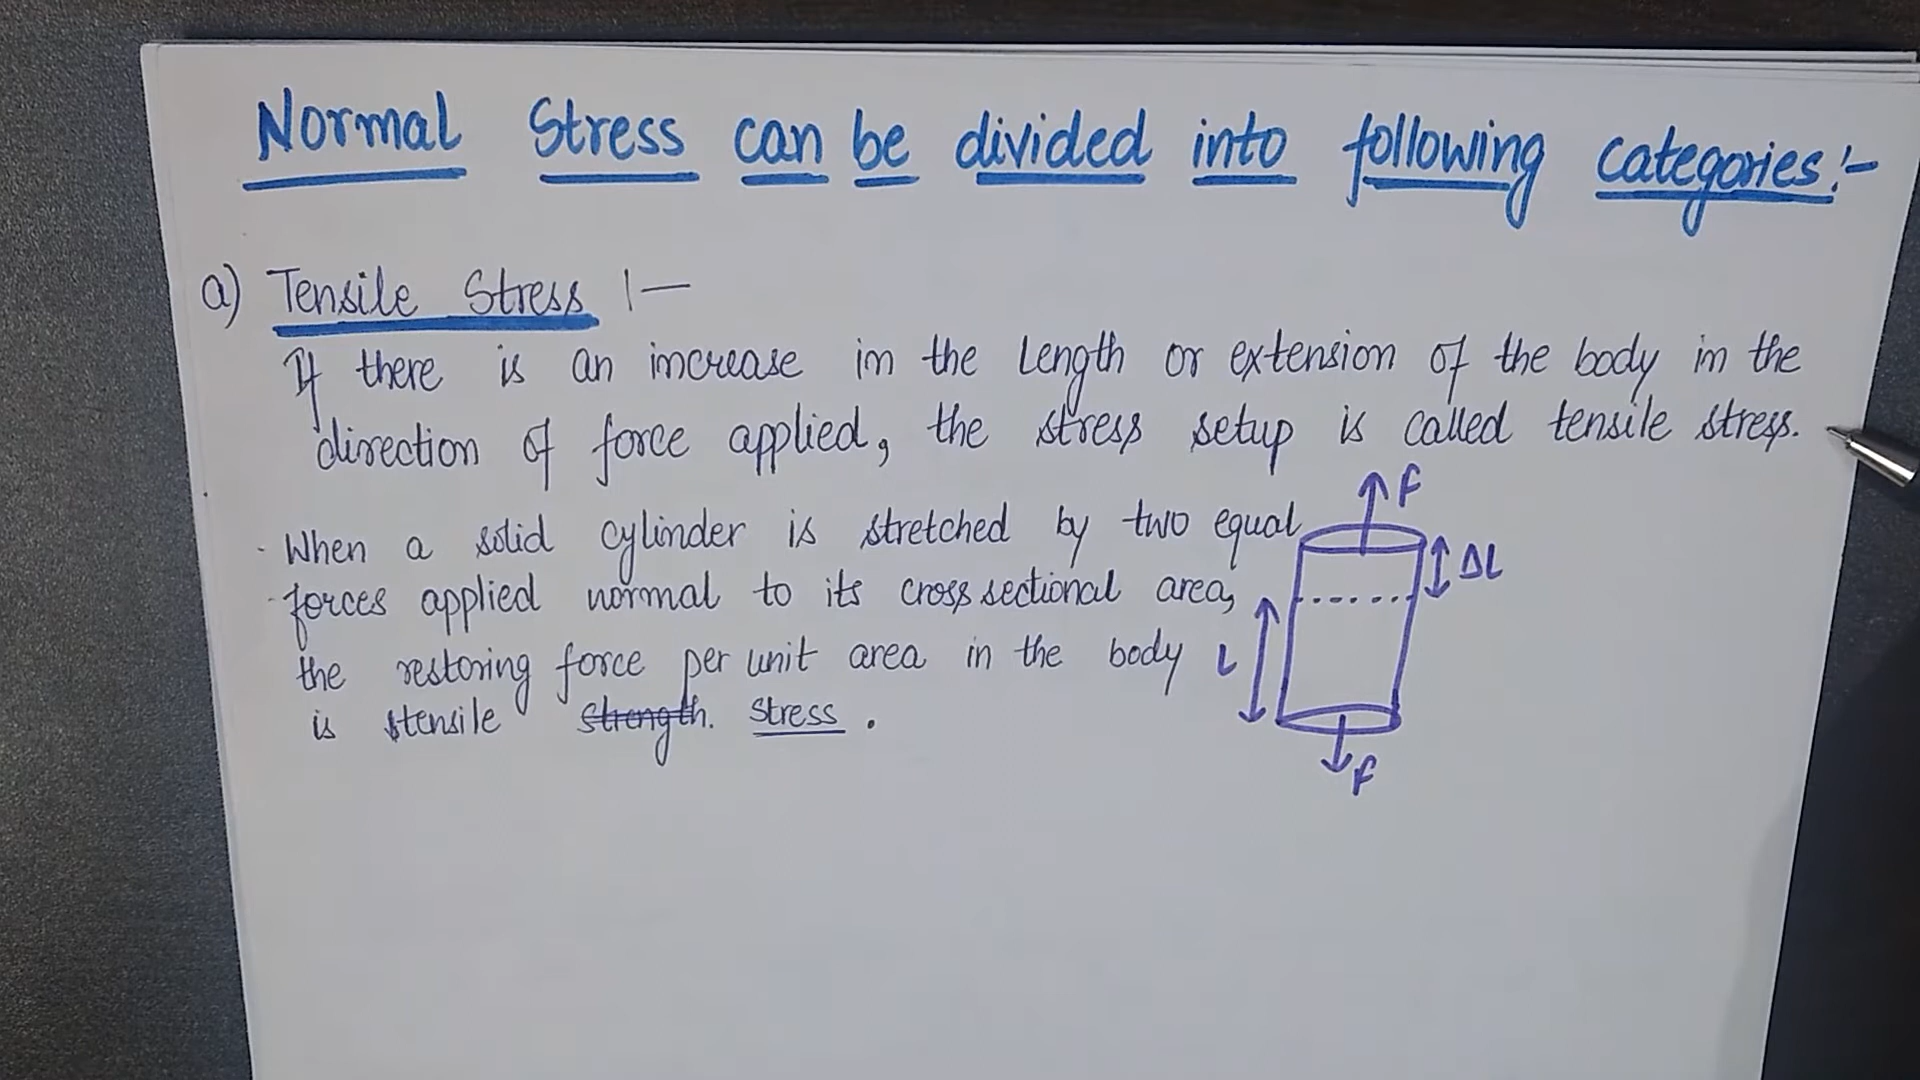 Normal Stress can be divided into following categories:-
a) Tensile Stress :-
If there is an increase in the length or extension of the body in the
direction of force applied, the stress setup is called tensile stress.
When a solid cylinder is stretched by two equal
forces applied normal to its cross sectional area,
the restoring force per unit area in the body
is tensile strength. Stress.
F
ΔL
L
F